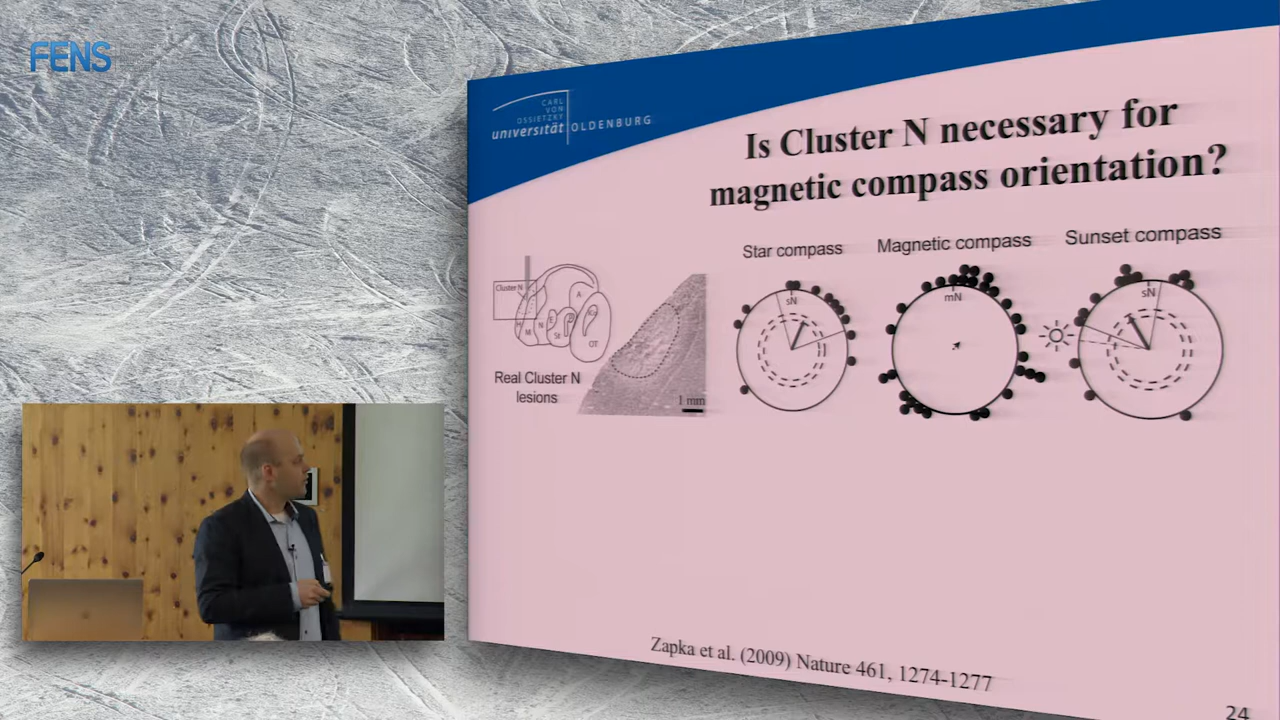 FENS
CARL
VON
OSSIETZKY
universität OLDENBURG
Is Cluster N necessary for
magnetic compass orientation?
Star compass
Magnetic compass
Sunset compass
Cluster N
A
N
OT
Real Cluster N
lesions
1 mm
sN
mN
sN
Zapka et al. (2009) Nature 461, 1274-1277
24